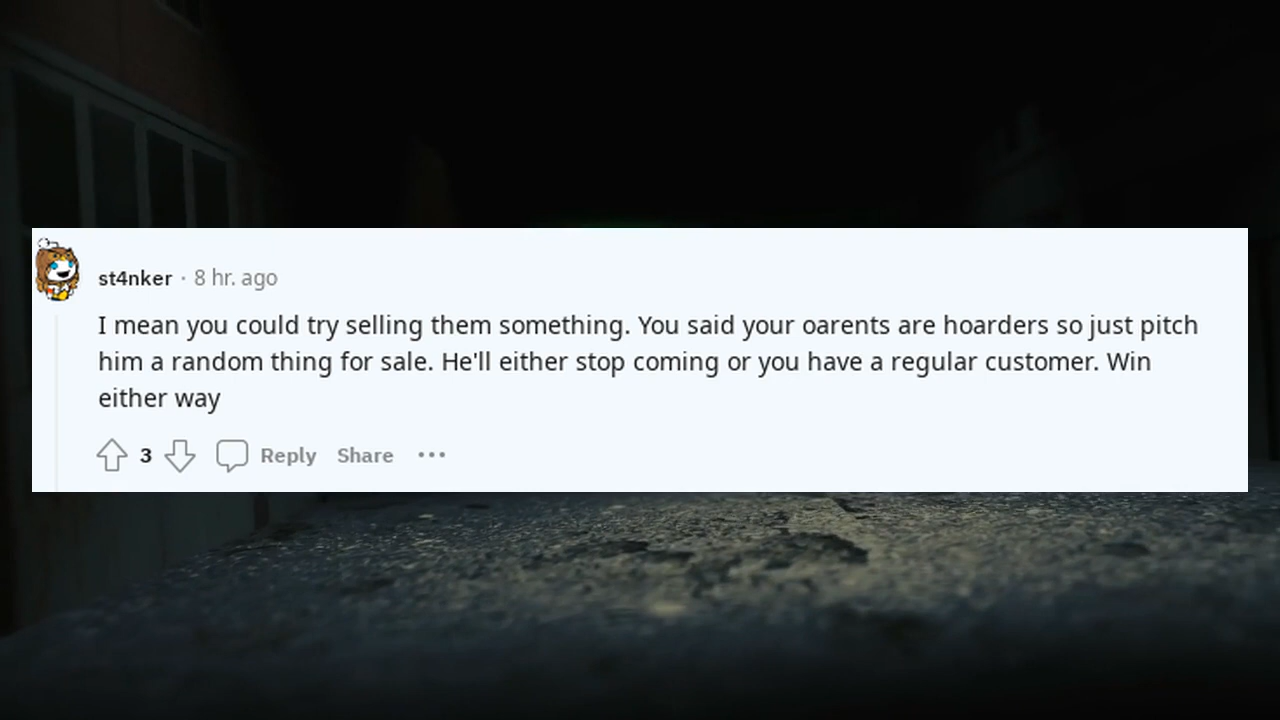 st4nker · 8 hr. ago
I mean you could try selling them something. You said your oarents are hoarders so just pitch
him a random thing for sale. He'll either stop coming or you have a regular customer. Win
either way
3 Reply Share •••